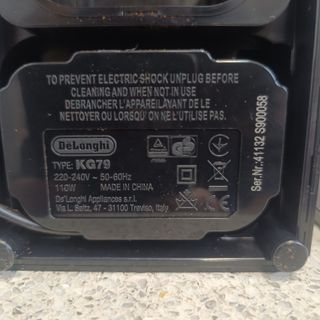 TO PREVENT ELECTRIC SHOCK UNPLUG BEFORE
CLEANING AND WHEN NOT IN USE
DEBRANCHER L'APPAREIL AVANT DE LE
NETTOYER OU LORSQU'ON NE L'UTILISE PAS.
DeLonghi
TYPE: KG79
220-240V ~ 50-60Hz
110W MADE IN CHINA
De'Longhi Appliances s.r.l.
Via L. Seitz, 47 - 31100 Treviso, Italy
Ser.Nr.:41132 S900058